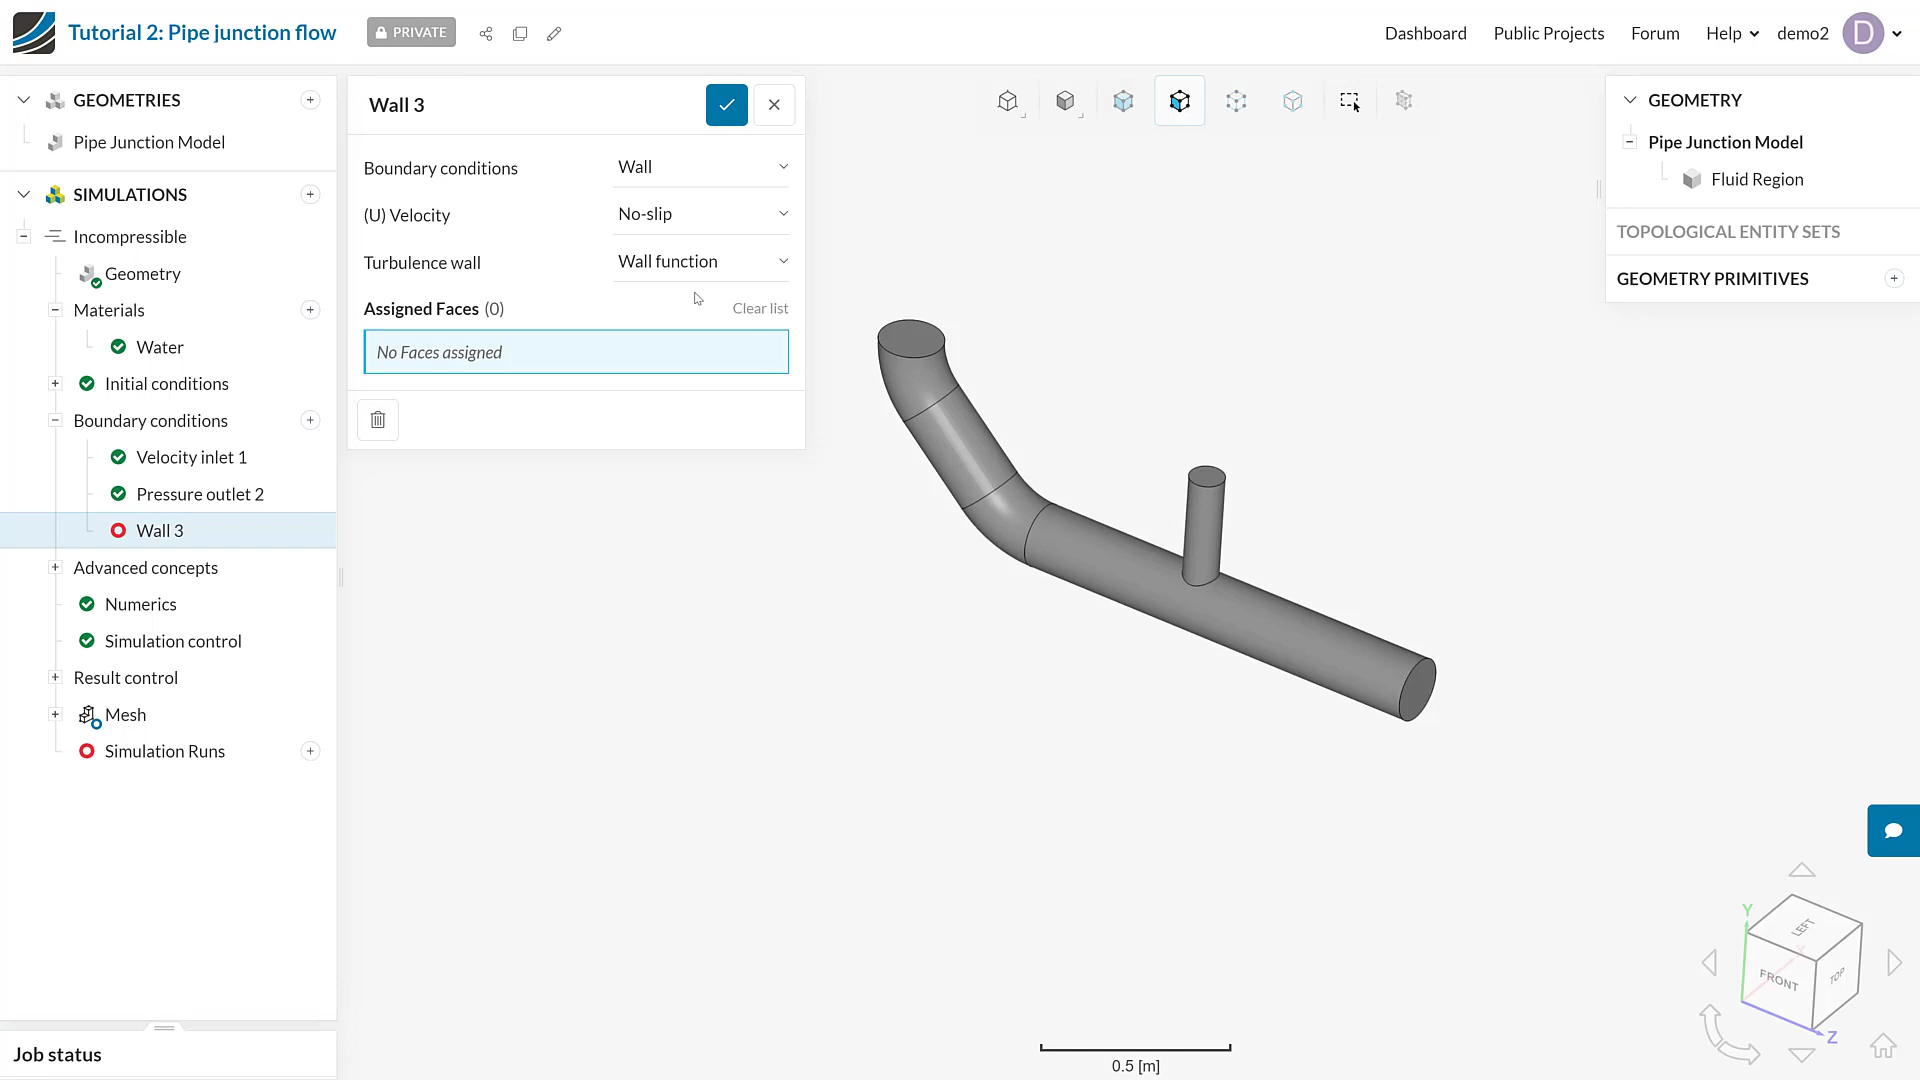 Tutorial 2: Pipe junction flow
PRIVATE
Dashboard
Public Projects
Forum
Help
demo2
D
GEOMETRIES
Pipe Junction Model
SIMULATIONS
Incompressible
Geometry
Materials
Water
Initial conditions
Boundary conditions
Velocity inlet 1
Pressure outlet 2
Wall 3
Advanced concepts
Numerics
Simulation control
Result control
Mesh
Simulation Runs
Job status
Wall 3
Boundary conditions Wall
(U) Velocity No-slip
Turbulence wall Wall function
Assigned Faces (0) Clear list
No Faces assigned
GEOMETRY
Pipe Junction Model
Fluid Region
TOPOLOGICAL ENTITY SETS
GEOMETRY PRIMITIVES
Y
LEFT
X
FRONT
TOP
Z
0.5 [m]